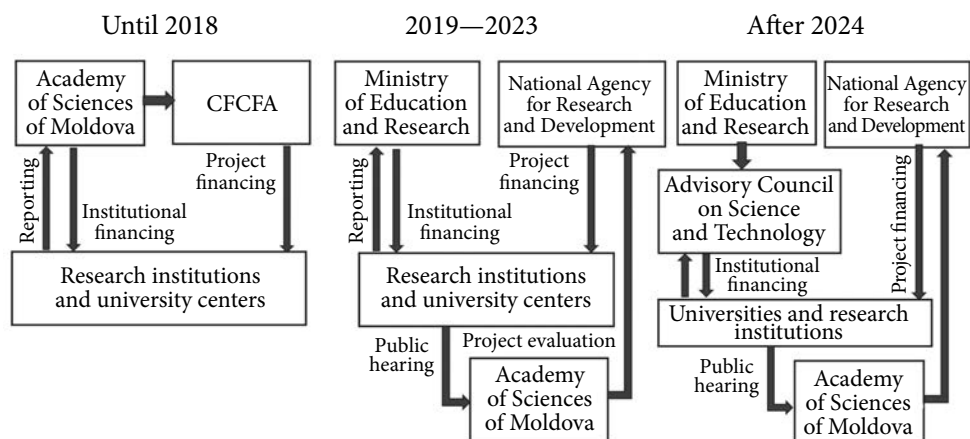 Until 2018
Academy
of Sciences
of Moldova
CFCFA
Reporting
Institutional
financing
Project
financing
Research institutions
and university centers
2019—2023
Ministry
of Education
and Research
National Agency
for Research
and Development
Reporting
Institutional
financing
Project
financing
Research institutions
and university centers
Public
hearing
Project evaluation
Academy
of Sciences
of Moldova
After 2024
Ministry
of Education
and Research
National Agency
for Research
and Development
Advisory Council
on Science
and Technology
Institutional
financing
Project financing
Universities and research
institutions
Public
hearing
Academy
of Sciences
of Moldova